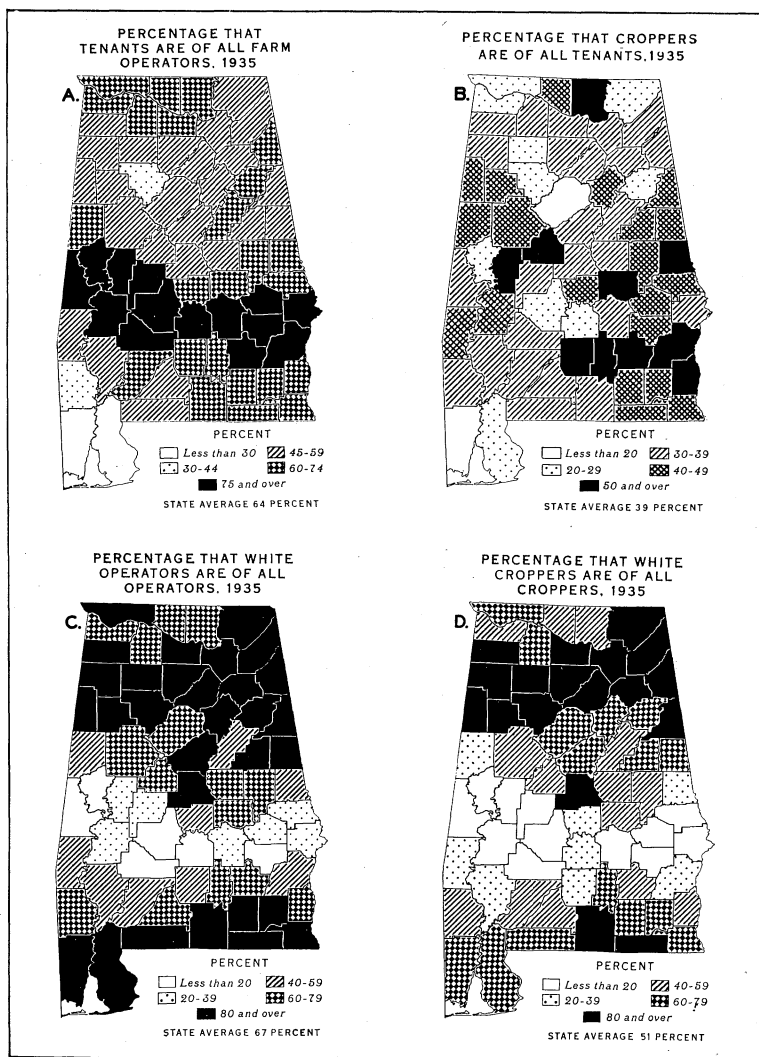 PERCENTAGE THAT
TENANTS ARE OF ALL FARM
OPERATORS, 1935
A.
PERCENT
Less than 30
45-59
30-44
60-74
75 and over
STATE AVERAGE 64 PERCENT
PERCENTAGE THAT CROPPERS
ARE OF ALL TENANTS, 1935
B.
PERCENT
Less than 20
30-39
20-29
40-49
50 and over
STATE AVERAGE 39 PERCENT
PERCENTAGE THAT WHITE
OPERATORS ARE OF ALL
OPERATORS, 1935
C.
PERCENT
Less than 20
40-59
20-39
60-79
80 and over
STATE AVERAGE 67 PERCENT
PERCENTAGE THAT WHITE
CROPPERS ARE OF ALL
CROPPERS, 1935
D.
PERCENT
Less than 20
40-59
20-39
60-79
80 and over
STATE AVERAGE 51 PERCENT